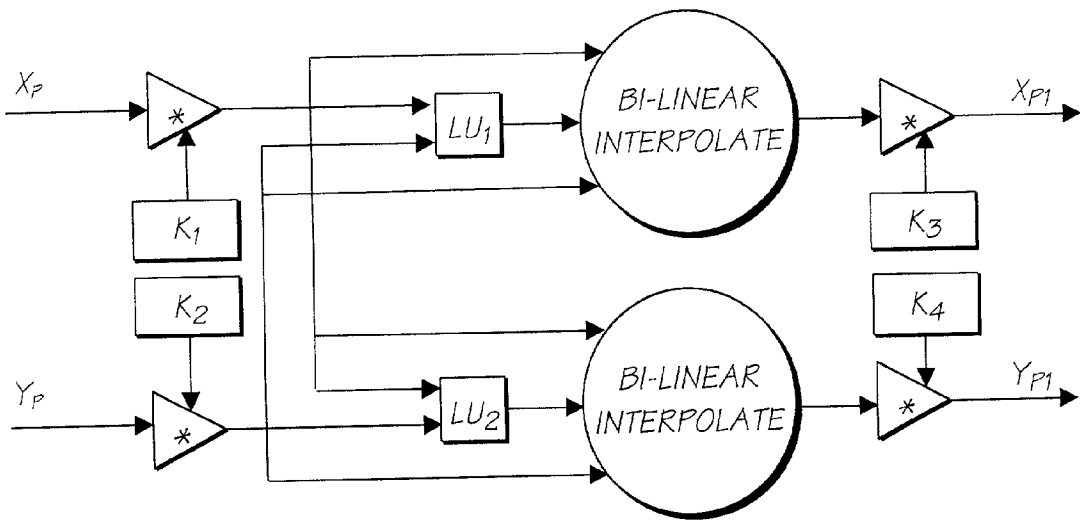 X_P
*
K_1
K_2
Y_P
*
LU_1
BI-LINEAR
INTERPOLATE
LU_2
BI-LINEAR
INTERPOLATE
*
X_P1
K_3
K_4
*
Y_P1